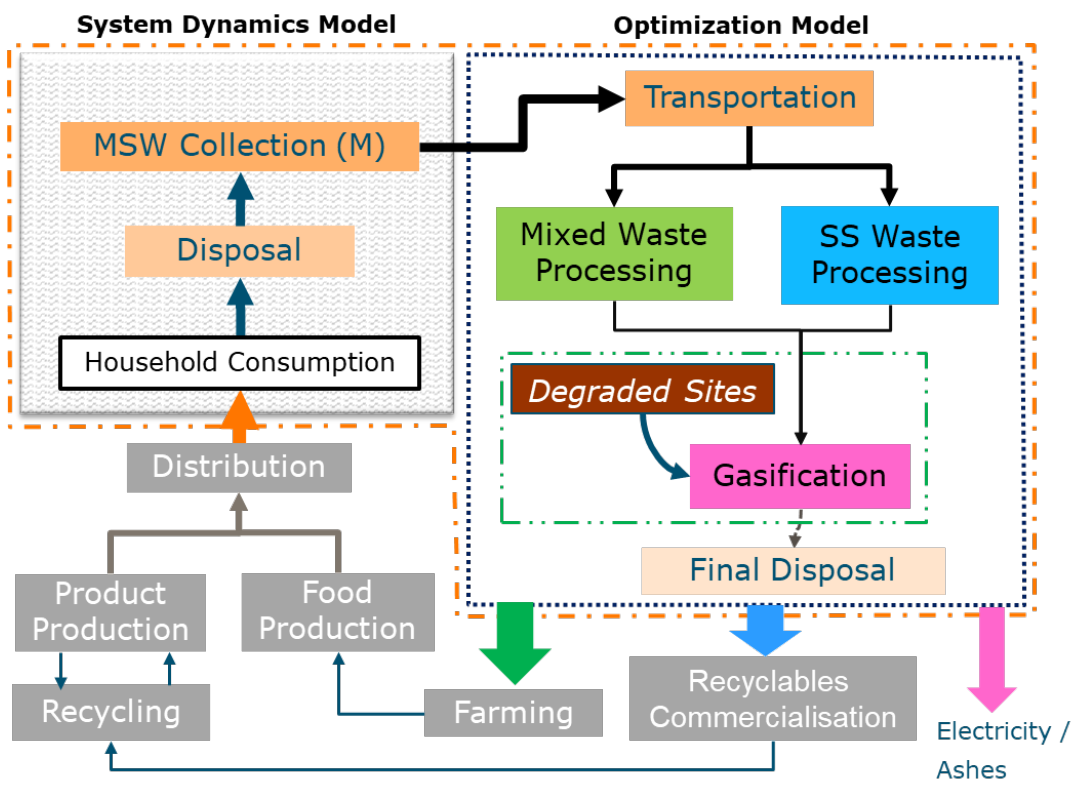 System Dynamics Model
Optimization Model
Transportation
MSW Collection (M)
Mixed Waste
Processing
SS Waste
Processing
Disposal
Household Consumption
Degraded Sites
Gasification
Distribution
Final Disposal
Product
Production
Food
Production
Recycling
Farming
Recyclables
Commercialisation
Electricity /
Ashes